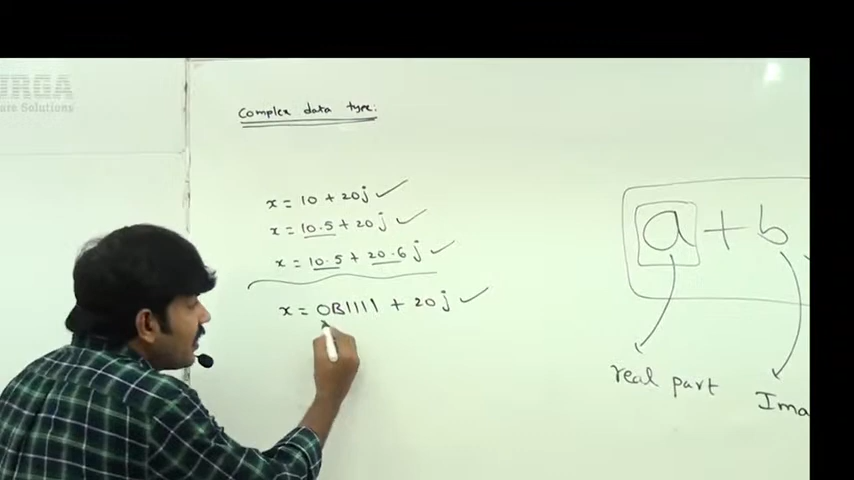 URGA
are Solutions
Complex data type:
x = 10 + 20j
x = 10.5 + 20j
x = 10.5 + 20.6j
x = 0B1111 + 20j
a + b
real part
Ima